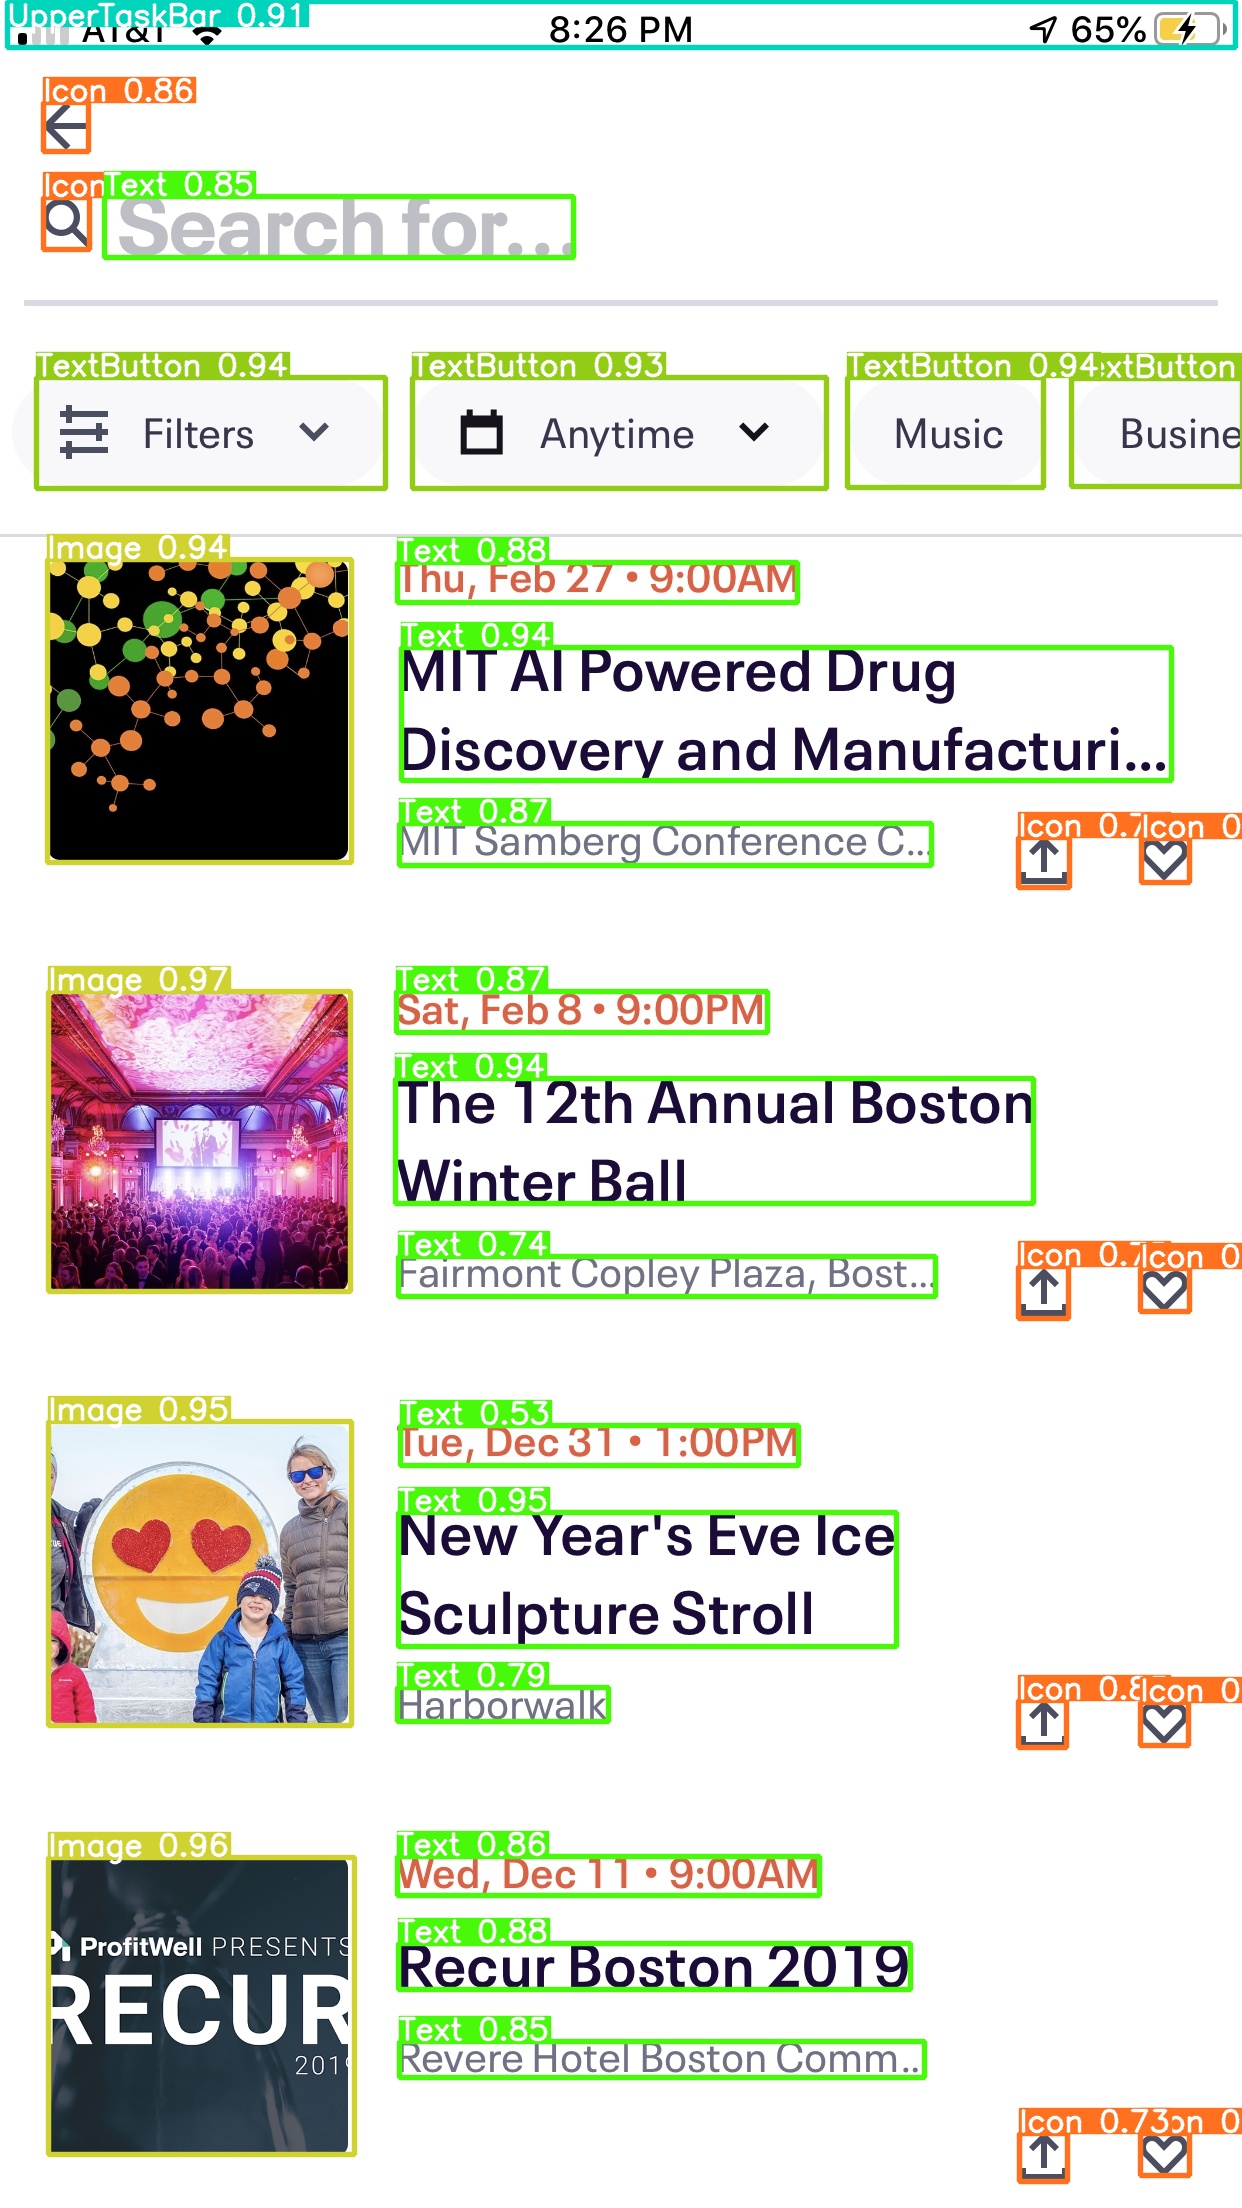 UpperTaskBar 0.91
AT&T 8:26 PM 65%
Icon 0.86
Icon Text 0.85
Search for...
TextButton 0.94 TextButton 0.93 TextButton 0.94 xtButton
Filters Anytime Music Busine
Image 0.94 Text 0.88
Thu, Feb 27 • 9:00AM
Text 0.94
MIT AI Powered Drug
Discovery and Manufacturi...
Text 0.87
MIT Samberg Conference C...
Icon 0.7 Icon 0
Image 0.97 Text 0.87
Sat, Feb 8 • 9:00PM
Text 0.94
The 12th Annual Boston
Winter Ball
Text 0.74
Fairmont Copley Plaza, Bost...
Icon 0.7 Icon 0
Image 0.95 Text 0.53
Tue, Dec 31 • 1:00PM
Text 0.95
New Year's Eve Ice
Sculpture Stroll
Text 0.79
Harborwalk
Icon 0.8 Icon 0
Image 0.96 Text 0.86
Wed, Dec 11 • 9:00AM
ProfitWell PRESENTS
RECUR
201
Text 0.88
Recur Boston 2019
Text 0.85
Revere Hotel Boston Comm...
Icon 0.73 on 0